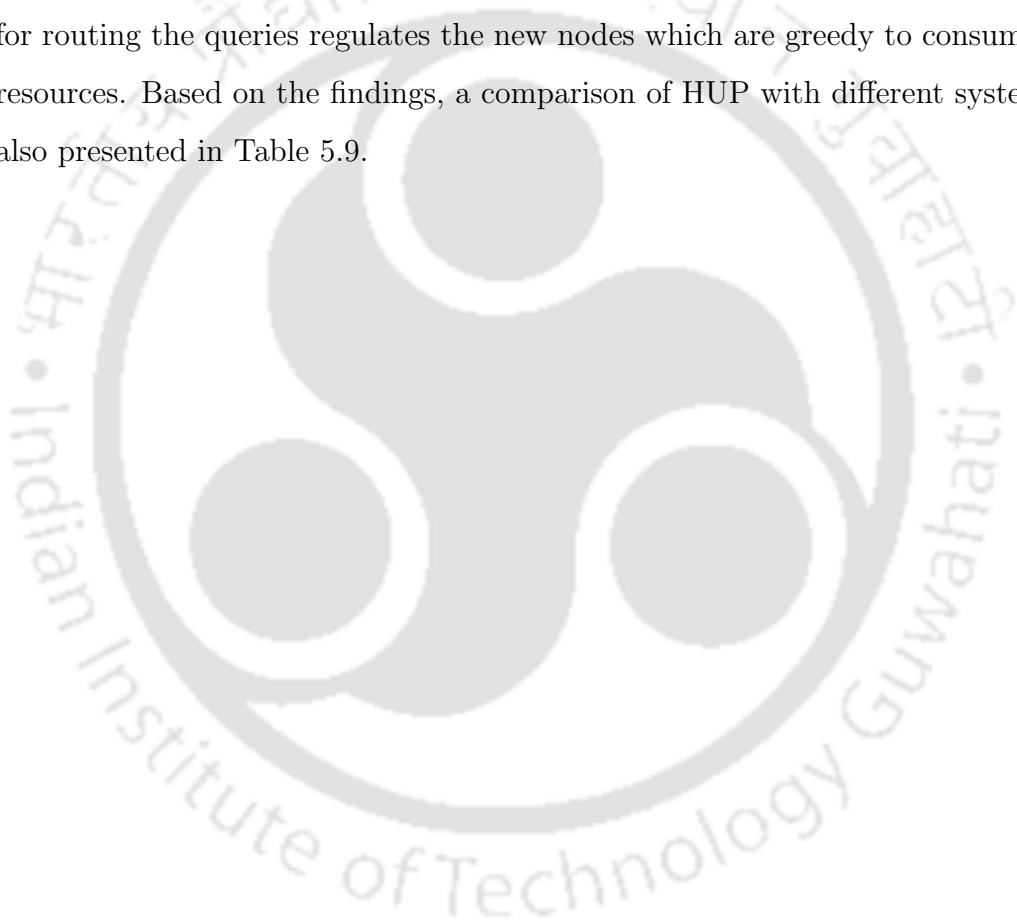 for routing the queries regulates the new nodes which are greedy to consum
resources. Based on the findings, a comparison of HUP with different syste
also presented in Table 5.9.
• Indian Institute of Technology Guwahati •